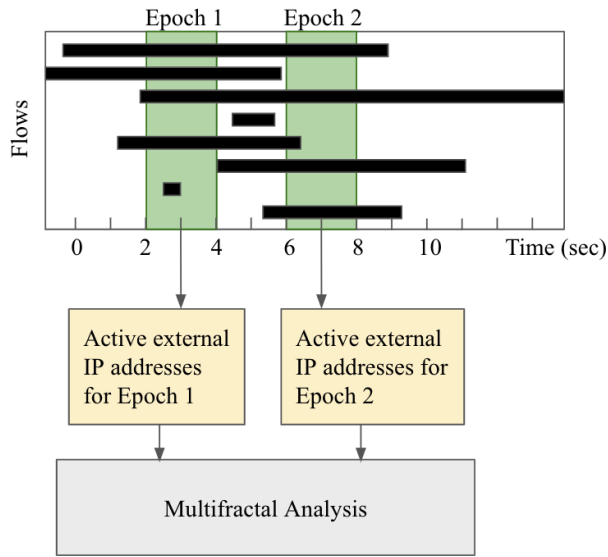 Epoch 1 Epoch 2
Flows
0 2 4 6 8 10 Time (sec)
Active external
IP addresses
for Epoch 1
Active external
IP addresses for
Epoch 2
Multifractal Analysis